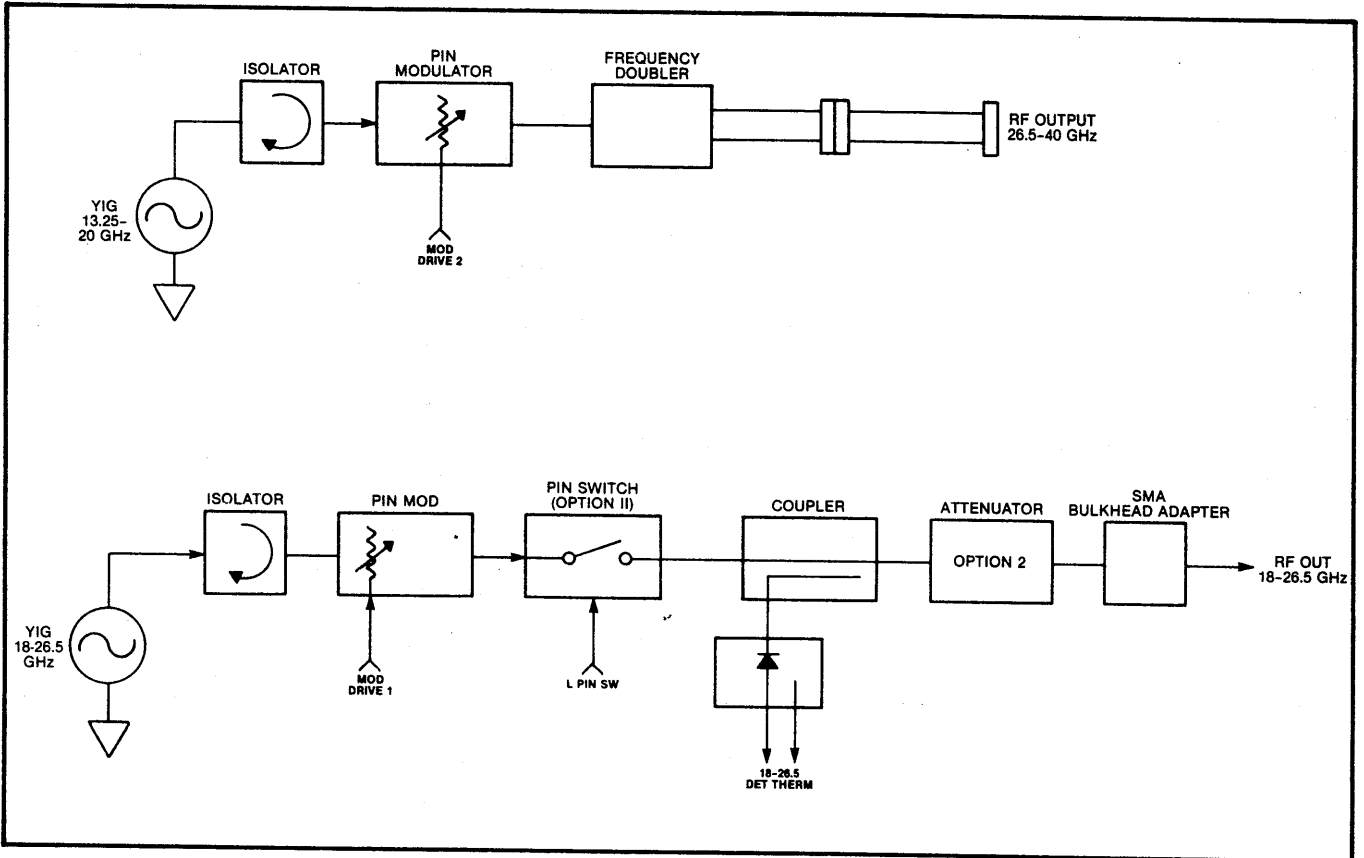 ISOLATOR
PIN
MODULATOR
FREQUENCY
DOUBLER
RF OUTPUT
26.5-40 GHz
YIG
13.25-
20 GHz
MOD
DRIVE 2
ISOLATOR
PIN MOD
PIN SWITCH
(OPTION II)
COUPLER
ATTENUATOR
SMA
BULKHEAD ADAPTER
OPTION 2
RF OUT
18-26.5 GHz
YIG
18-26.5
GHz
MOD
DRIVE 1
L PIN SW
18-26.5
DET THERM